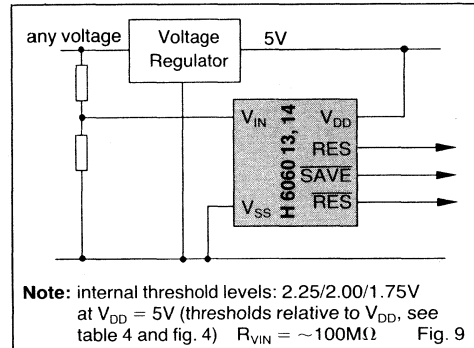 any voltage
Voltage
Regulator
5V
V_IN
V_DD
H 6060 13, 14
RES
S̅A̅V̅E̅
R̅E̅S̅
V_SS
Note: internal threshold levels: 2.25/2.00/1.75V
at V_DD = 5V (thresholds relative to V_DD, see
table 4 and fig. 4) R_VIN = ~100MΩ Fig. 9